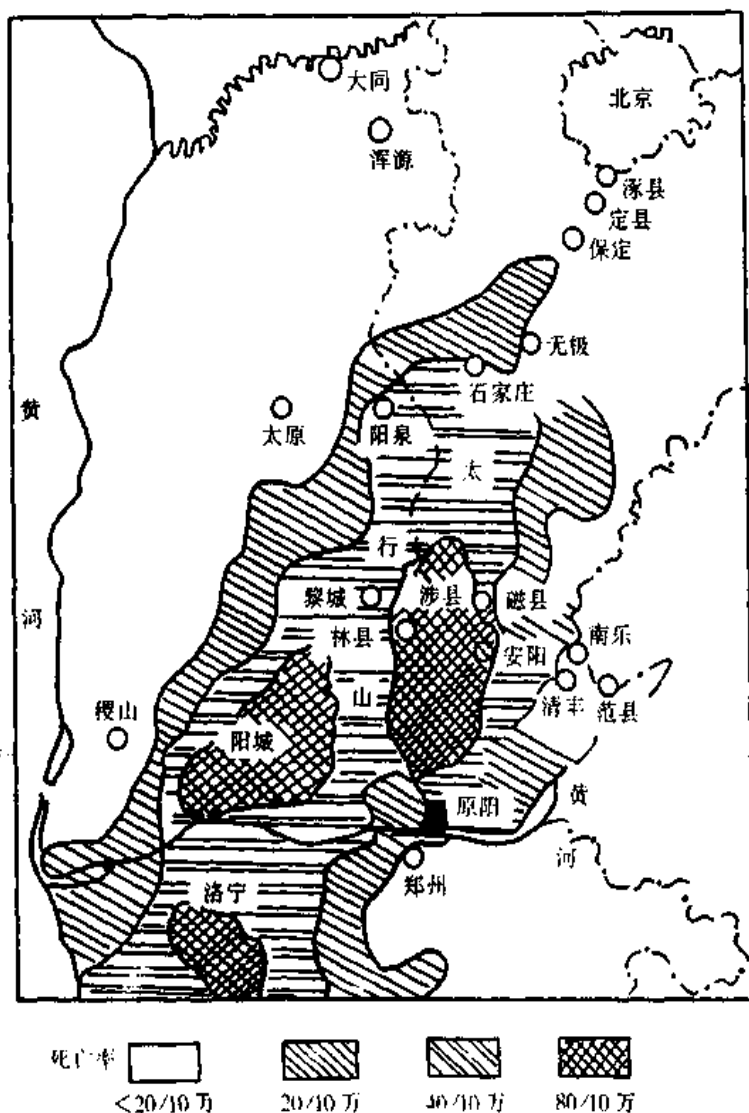 大同
北京
浑源
涿县
定县
保定
无极
石家庄
黄
太原
阳泉
太
行
黎城
涉县
磁县
河
林县
南乐
安阳
稷山
山
清丰
范县
阳城
原阳
黄
河
洛宁
郑州
死亡率
<20/10万
20/10万
40/10万
80/10万